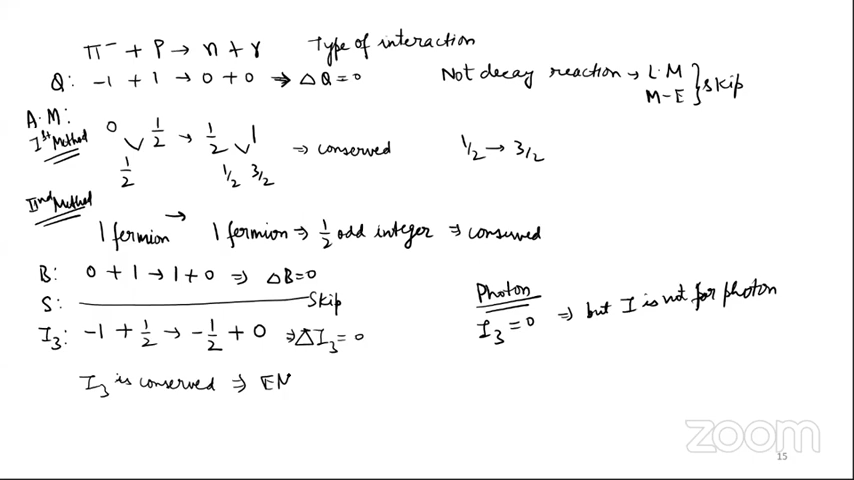 π⁻ + P → n + γ Type of interaction
Q: -1 + 1 → 0 + 0 ⇒ ΔQ = 0
Not decay reaction → L.M
M-E } skip
A.M:
Ist Method 0 1/2 → 1/2 1 ⇒ conserved
1/2 1/2 3/2
1/2 → 3/2
IInd Method
1 fermion → 1 fermion ⇒ 1/2 odd integer ⇒ conserved
B: 0 + 1 → 1 + 0 ⇒ ΔB = 0
S: Skip
I₃: -1 + 1/2 → -1/2 + 0 ⇒ ΔI₃ = 0
I₃ is conserved ⇒ EN
Photon
I₃ = 0 ⇒ but I is not for photon
zoom
15